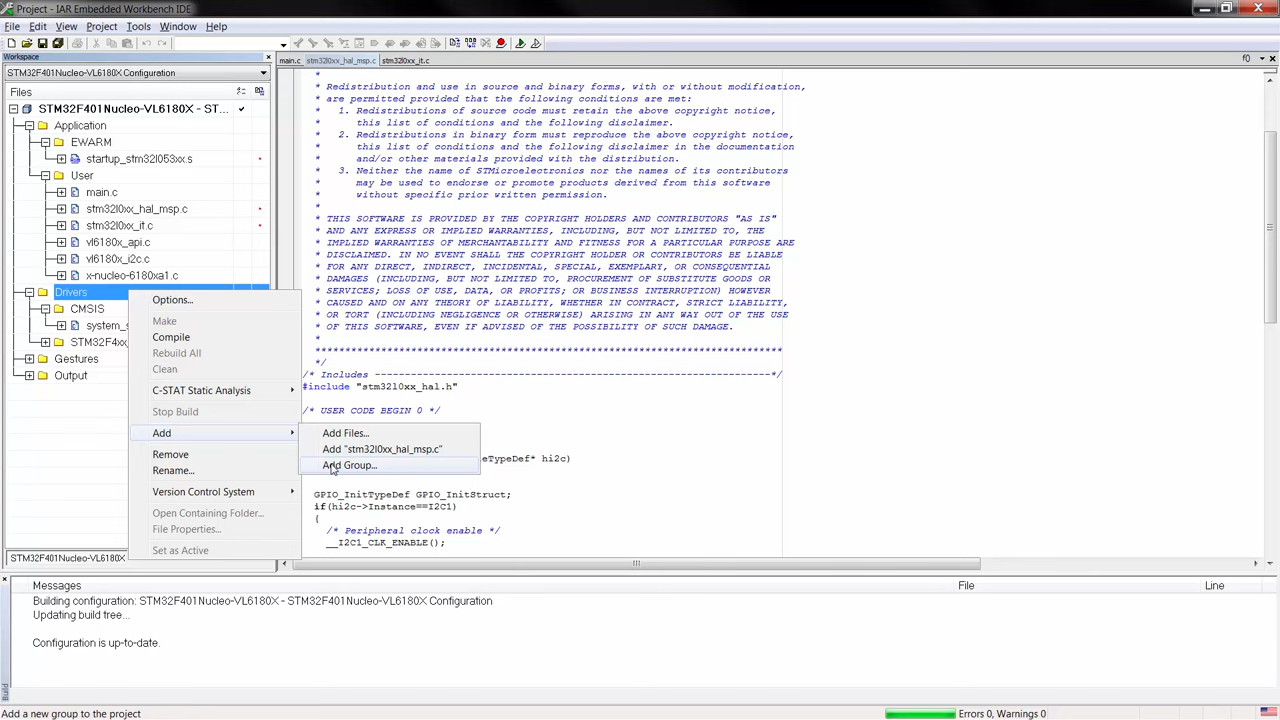 Project - IAR Embedded Workbench IDE
File Edit View Project Tools Window Help
Workspace
STM32F401Nucleo-VL6180X Configuration
Files
STM32F401Nucleo-VL6180X - ST...
Application
EWARM
startup_stm32l053xx.s
User
main.c
stm32l0xx_hal_msp.c
stm32l0xx_it.c
vl6180x_api.c
vl6180x_i2c.c
x-nucleo-6180xa1.c
Drivers
CMSIS
system_s
STM32F4xx_
Gestures
Output
STM32F401Nucleo-VL6180X
Options...
Make
Compile
Rebuild All
Clean
C-STAT Static Analysis
Stop Build
Add
Remove
Rename...
Version Control System
Open Containing Folder...
File Properties...
Set as Active
Add Files...
Add "stm32l0xx_hal_msp.c"
Add Group...
main.c stm32l0xx_hal_msp.c stm32l0xx_it.c
f0
*
* Redistribution and use in source and binary forms, with or without modification,
* are permitted provided that the following conditions are met:
* 1. Redistributions of source code must retain the above copyright notice,
* this list of conditions and the following disclaimer.
* 2. Redistributions in binary form must reproduce the above copyright notice,
* this list of conditions and the following disclaimer in the documentation
* and/or other materials provided with the distribution.
* 3. Neither the name of STMicroelectronics nor the names of its contributors
* may be used to endorse or promote products derived from this software
* without specific prior written permission.
*
* THIS SOFTWARE IS PROVIDED BY THE COPYRIGHT HOLDERS AND CONTRIBUTORS "AS IS"
* AND ANY EXPRESS OR IMPLIED WARRANTIES, INCLUDING, BUT NOT LIMITED TO, THE
* IMPLIED WARRANTIES OF MERCHANTABILITY AND FITNESS FOR A PARTICULAR PURPOSE ARE
* DISCLAIMED. IN NO EVENT SHALL THE COPYRIGHT HOLDER OR CONTRIBUTORS BE LIABLE
* FOR ANY DIRECT, INDIRECT, INCIDENTAL, SPECIAL, EXEMPLARY, OR CONSEQUENTIAL
* DAMAGES (INCLUDING, BUT NOT LIMITED TO, PROCUREMENT OF SUBSTITUTE GOODS OR
* SERVICES; LOSS OF USE, DATA, OR PROFITS; OR BUSINESS INTERRUPTION) HOWEVER
* CAUSED AND ON ANY THEORY OF LIABILITY, WHETHER IN CONTRACT, STRICT LIABILITY,
* OR TORT (INCLUDING NEGLIGENCE OR OTHERWISE) ARISING IN ANY WAY OUT OF THE USE
* OF THIS SOFTWARE, EVEN IF ADVISED OF THE POSSIBILITY OF SUCH DAMAGE.
*
******************************************************************************
*/
/* Includes ------------------------------------------------------------------*/
#include "stm32l0xx_hal.h"
/* USER CODE BEGIN 0 */
eTypeDef* hi2c)
GPIO_InitTypeDef GPIO_InitStruct;
if(hi2c->Instance==I2C1)
{
/* Peripheral clock enable */
__I2C1_CLK_ENABLE();
Messages File Line
Building configuration: STM32F401Nucleo-VL6180X - STM32F401Nucleo-VL6180X Configuration
Updating build tree...
Configuration is up-to-date.
Build
Add a new group to the project
Errors 0, Warnings 0